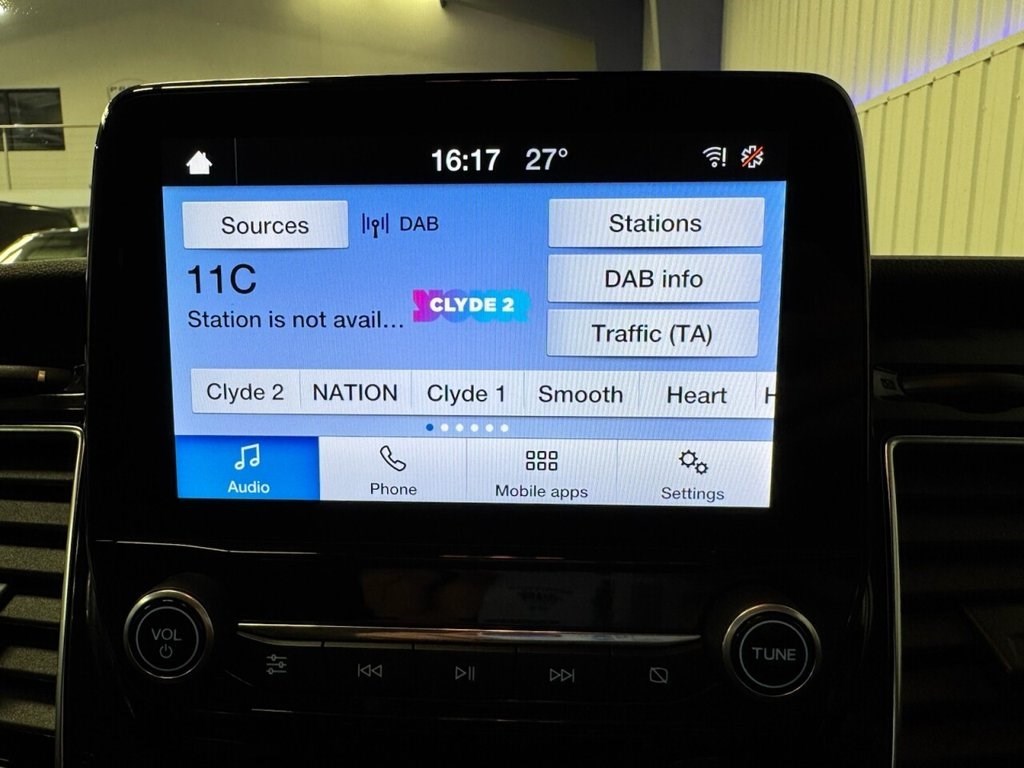 16:17 27°
Sources DAB Stations
11C
DAB info
CLYDE 2
Station is not avail...
Traffic (TA)
Clyde 2 NATION Clyde 1 Smooth Heart H
Audio Phone Mobile apps Settings
VOL
TUNE